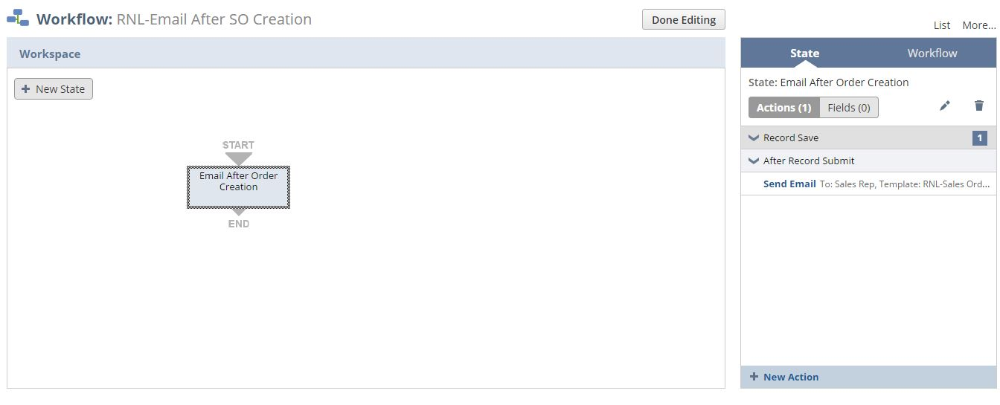 Workflow: RNL-Email After SO Creation
Done Editing
List More...
Workspace
State Workflow
+ New State
State: Email After Order Creation
Actions (1) Fields (0)
Record Save 1
After Record Submit
Send Email To: Sales Rep, Template: RNL-Sales Ord...
START
Email After Order
Creation
END
+ New Action